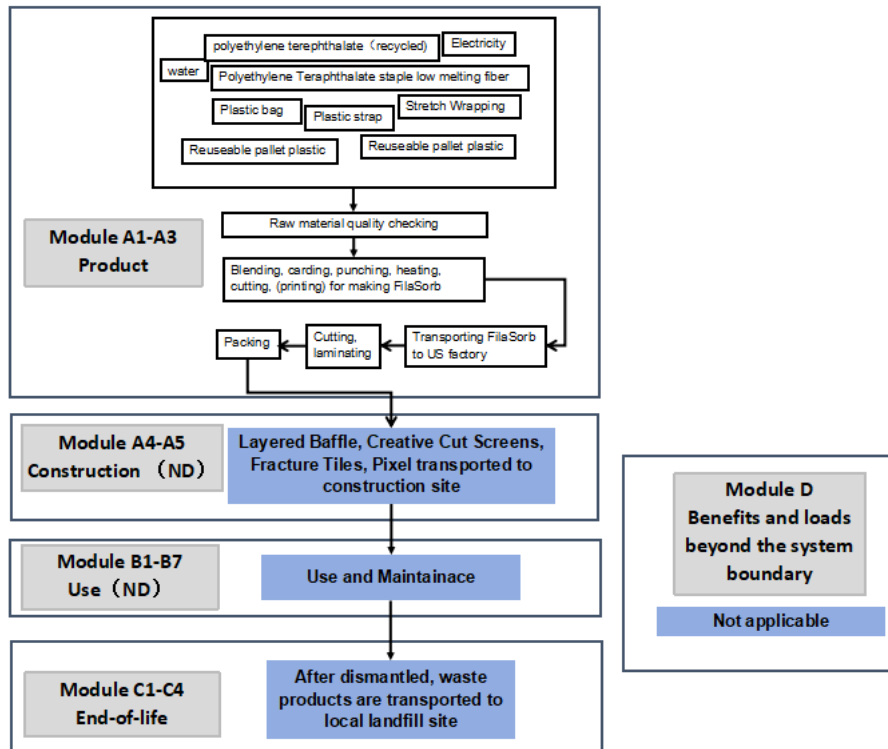 polyethylene terephthalate（recycled)
Electricity
water
Polyethylene Teraphthalate staple low melting fiber
Plastic bag
Plastic strap
Stretch Wrapping
Reuseable pallet plastic
Reuseable pallet plastic
Module A1-A3
Product
Raw material quality checking
Blending, carding, punching, heating,
cutting, (printing) for making FilaSorb
Packing
Cutting,
laminating
Transporting FilaSorb
to US factory
Module A4-A5
Construction （ND）
Layered Baffle, Creative Cut Screens,
Fracture Tiles, Pixel transported to
construction site
Module B1-B7
Use（ND）
Use and Maintainace
Module C1-C4
End-of-life
After dismantled, waste
products are transported to
local landfill site
Module D
Benefits and loads
beyond the system
boundary
Not applicable